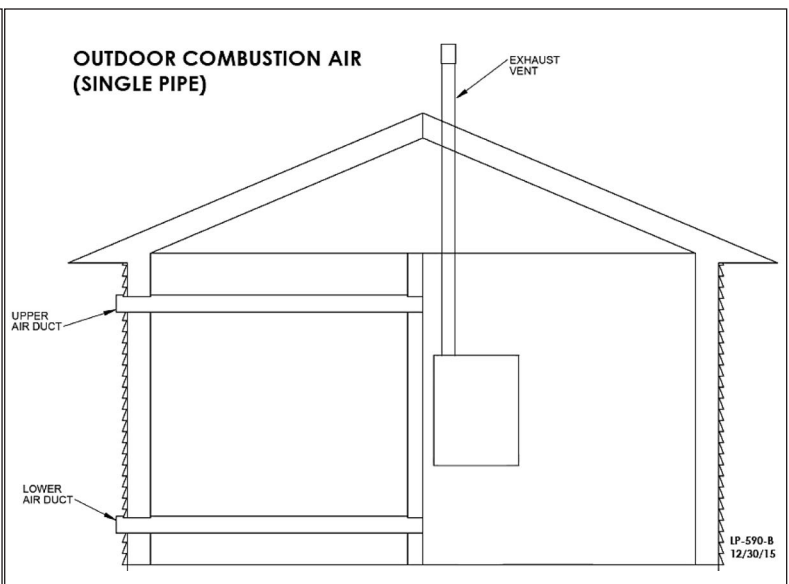 OUTDOOR COMBUSTION AIR
(SINGLE PIPE)
EXHAUST
VENT
UPPER
AIR DUCT
LOWER
AIR DUCT
LP-590-B
12/30/15